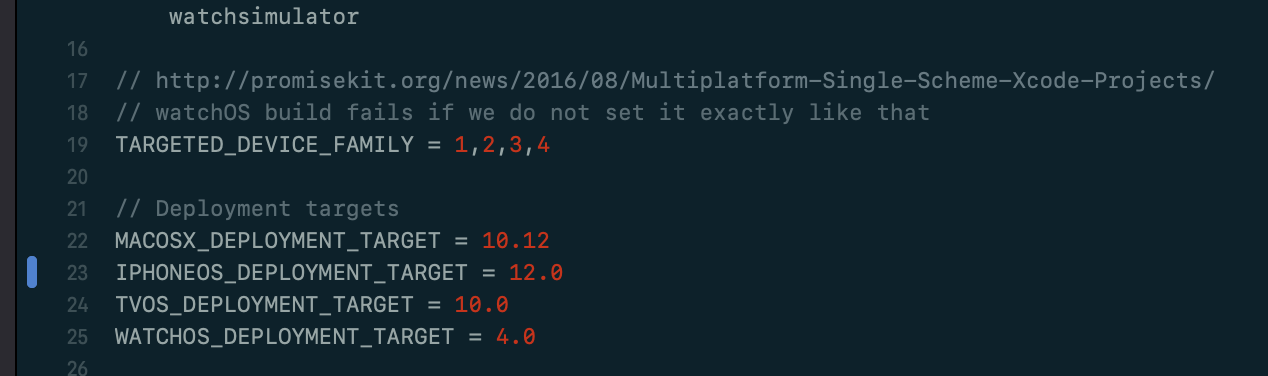 watchsimulator
16
17 // http://promisekit.org/news/2016/08/Multiplatform-Single-Scheme-Xcode-Projects/
18 // watchOS build fails if we do not set it exactly like that
19 TARGETED_DEVICE_FAMILY = 1,2,3,4
20
21 // Deployment targets
22 MACOSX_DEPLOYMENT_TARGET = 10.12
23 IPHONEOS_DEPLOYMENT_TARGET = 12.0
24 TVOS_DEPLOYMENT_TARGET = 10.0
25 WATCHOS_DEPLOYMENT_TARGET = 4.0
26